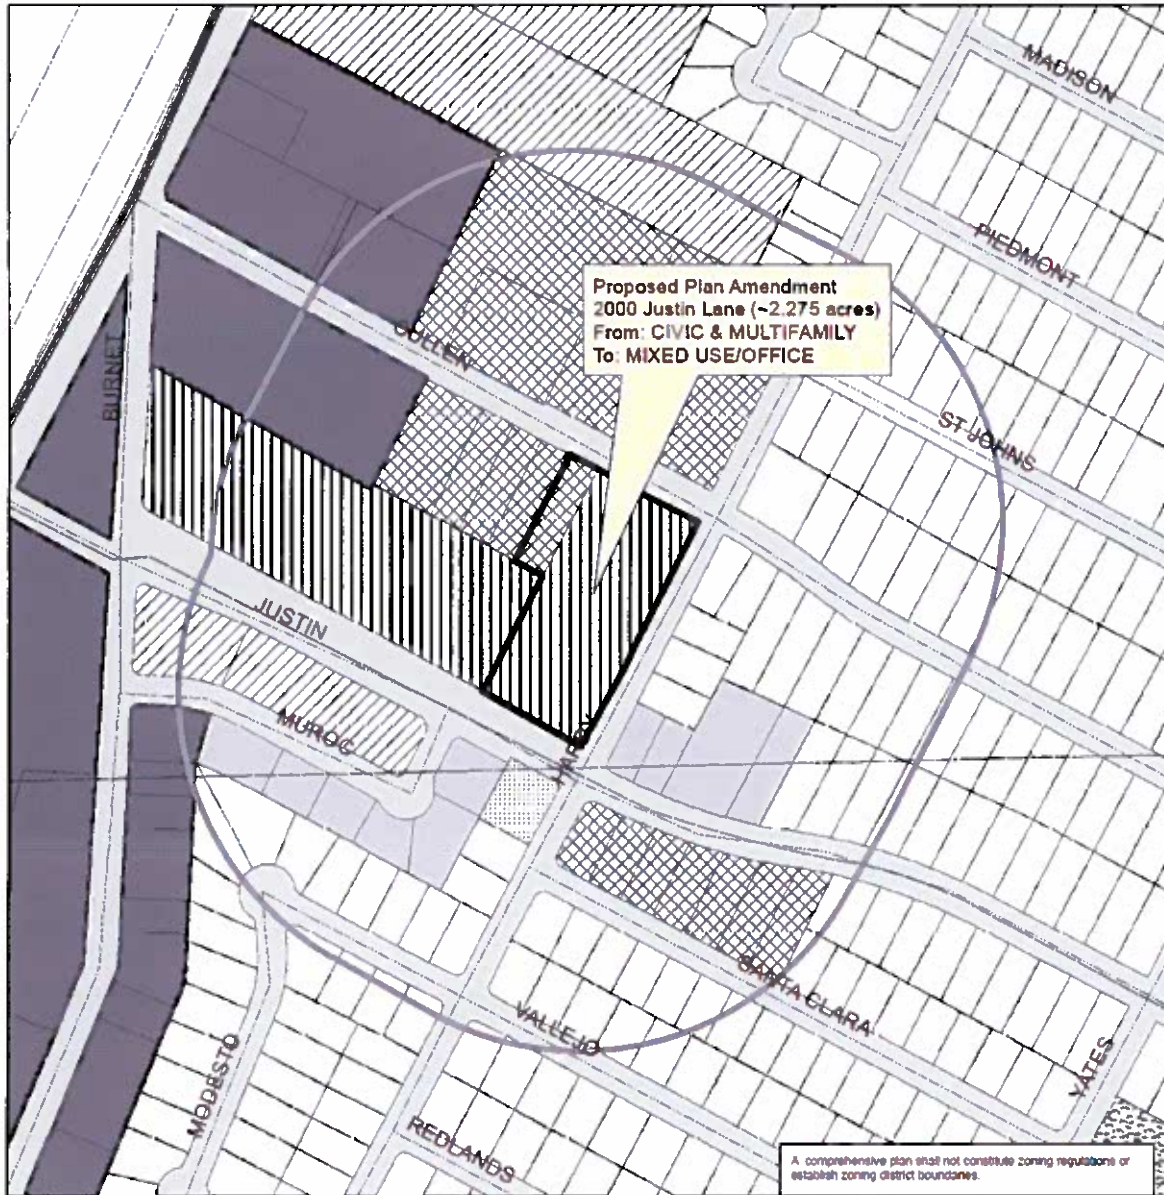 MADISON
PIEDMONT
Proposed Plan Amendment
2000 Justin Lane (~2.275 acres)
From: CIVIC & MULTIFAMILY
To: MIXED USE/OFFICE
CULLEN
BURNET
ST JOHNS
JUSTIN
MUROC
SANTA CLARA
VALLEJO
YATES
MODESTO
REDLANDS
A comprehensive plan shall not constitute zoning regulations or
establish zoning district boundaries.